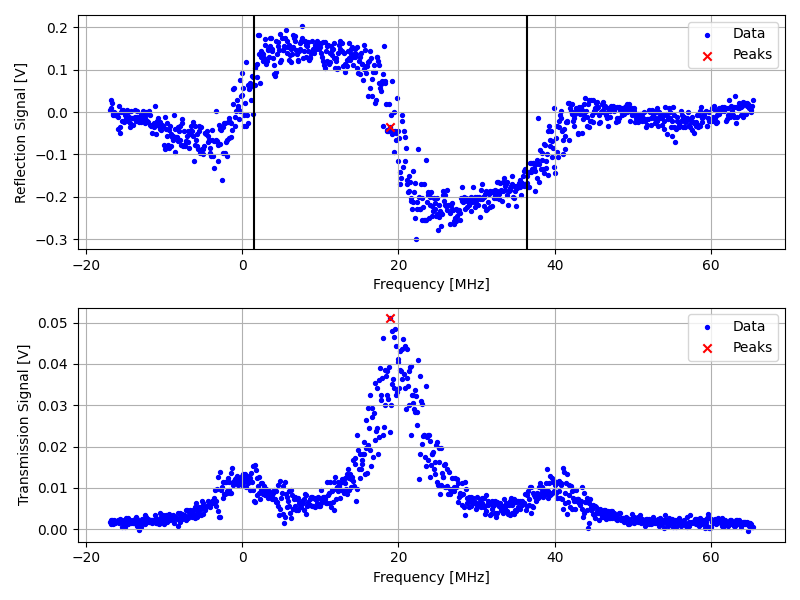 0.2
0.1
0.0
−0.1
−0.2
−0.3
Reflection Signal [V]
Data
Peaks
−20
0
20
40
60
Frequency [MHz]
0.05
0.04
0.03
0.02
0.01
0.00
Transmission Signal [V]
Data
Peaks
−20
0
20
40
60
Frequency [MHz]